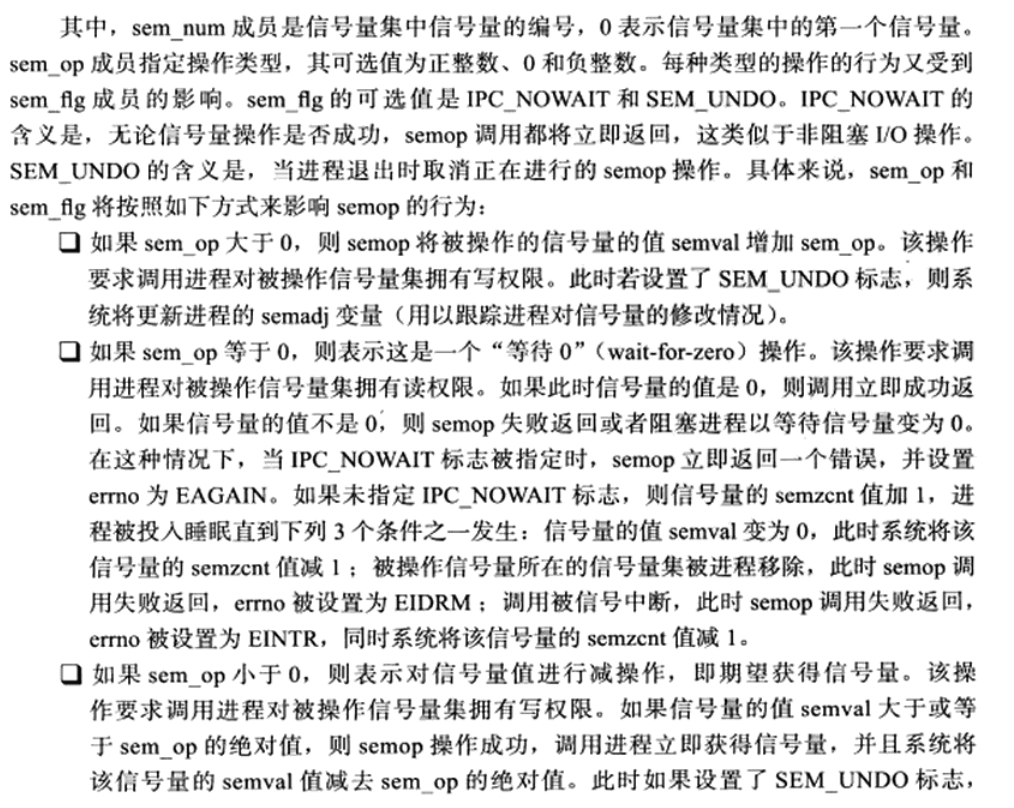 其中，sem_num 成员是信号量集中信号量的编号，0 表示信号量集中的第一个信号量。
sem_op 成员指定操作类型，其可选值为正整数、0 和负整数。每种类型的操作的行为又受到
sem_flg 成员的影响。sem_flg 的可选值是 IPC_NOWAIT 和 SEM_UNDO。IPC_NOWAIT 的
含义是，无论信号量操作是否成功，semop 调用都将立即返回，这类似于非阻塞 I/O 操作。
SEM_UNDO 的含义是，当进程退出时取消正在进行的 semop 操作。具体来说，sem_op 和
sem_flg 将按照如下方式来影响 semop 的行为：
❏ 如果 sem_op 大于 0，则 semop 将被操作的信号量的值 semval 增加 sem_op。该操作
要求调用进程对被操作信号量集拥有写权限。此时若设置了 SEM_UNDO 标志，则系
统将更新进程的 semadj 变量（用以跟踪进程对信号量的修改情况）。
❏ 如果 sem_op 等于 0，则表示这是一个“等待 0”（wait-for-zero）操作。该操作要求调
用进程对被操作信号量集拥有读权限。如果此时信号量的值是 0，则调用立即成功返
回。如果信号量的值不是 0，则 semop 失败返回或者阻塞进程以等待信号量变为 0。
在这种情况下，当 IPC_NOWAIT 标志被指定时，semop 立即返回一个错误，并设置
errno 为 EAGAIN。如果未指定 IPC_NOWAIT 标志，则信号量的 semzcnt 值加 1，进
程被投入睡眠直到下列 3 个条件之一发生：信号量的值 semval 变为 0，此时系统将该
信号量的 semzcnt 值减 1；被操作信号量所在的信号量集被进程移除，此时 semop 调
用失败返回，errno 被设置为 EIDRM；调用被信号中断，此时 semop 调用失败返回，
errno 被设置为 EINTR，同时系统将该信号量的 semzcnt 值减 1。
❏ 如果 sem_op 小于 0，则表示对信号量值进行减操作，即期望获得信号量。该操
作要求调用进程对被操作信号量集拥有写权限。如果信号量的值 semval 大于或等
于 sem_op 的绝对值，则 semop 操作成功，调用进程立即获得信号量，并且系统将
该信号量的 semval 值减去 sem_op 的绝对值。此时如果设置了 SEM_UNDO 标志，